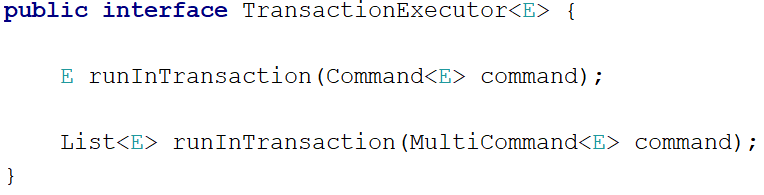 public interface TransactionExecutor<E> {
E runInTransaction(Command<E> command);
List<E> runInTransaction(MultiCommand<E> command);
}